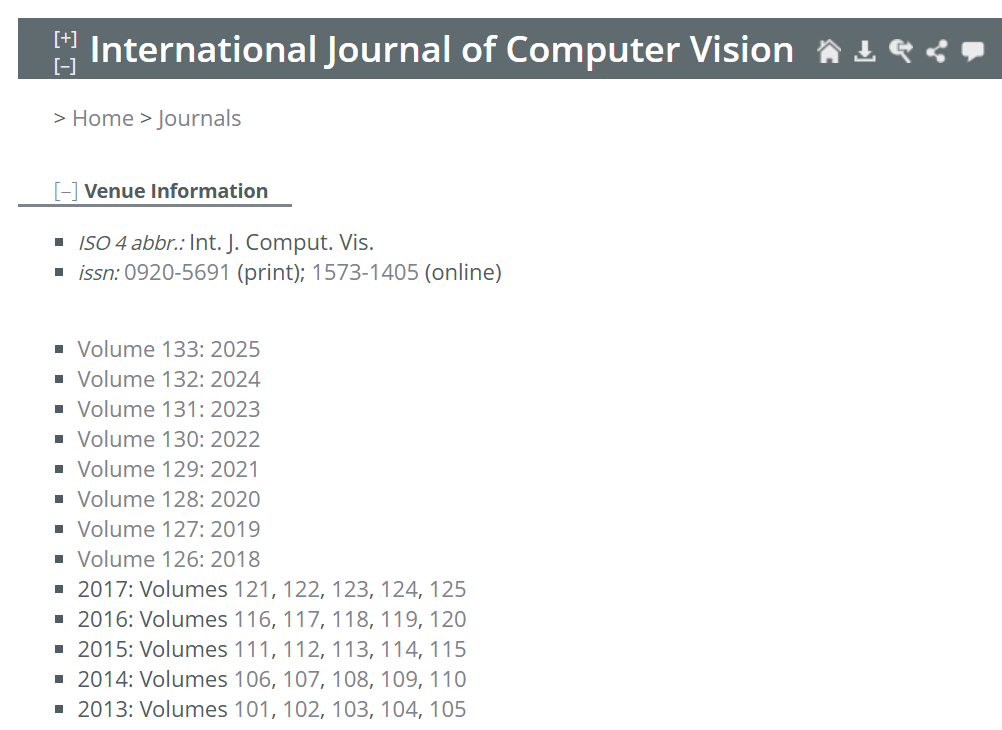 [+]
[–]
International Journal of Computer Vision
> Home > Journals
[–] Venue Information
ISO 4 abbr.: Int. J. Comput. Vis.
issn: 0920-5691 (print); 1573-1405 (online)
Volume 133: 2025
Volume 132: 2024
Volume 131: 2023
Volume 130: 2022
Volume 129: 2021
Volume 128: 2020
Volume 127: 2019
Volume 126: 2018
2017: Volumes 121, 122, 123, 124, 125
2016: Volumes 116, 117, 118, 119, 120
2015: Volumes 111, 112, 113, 114, 115
2014: Volumes 106, 107, 108, 109, 110
2013: Volumes 101, 102, 103, 104, 105